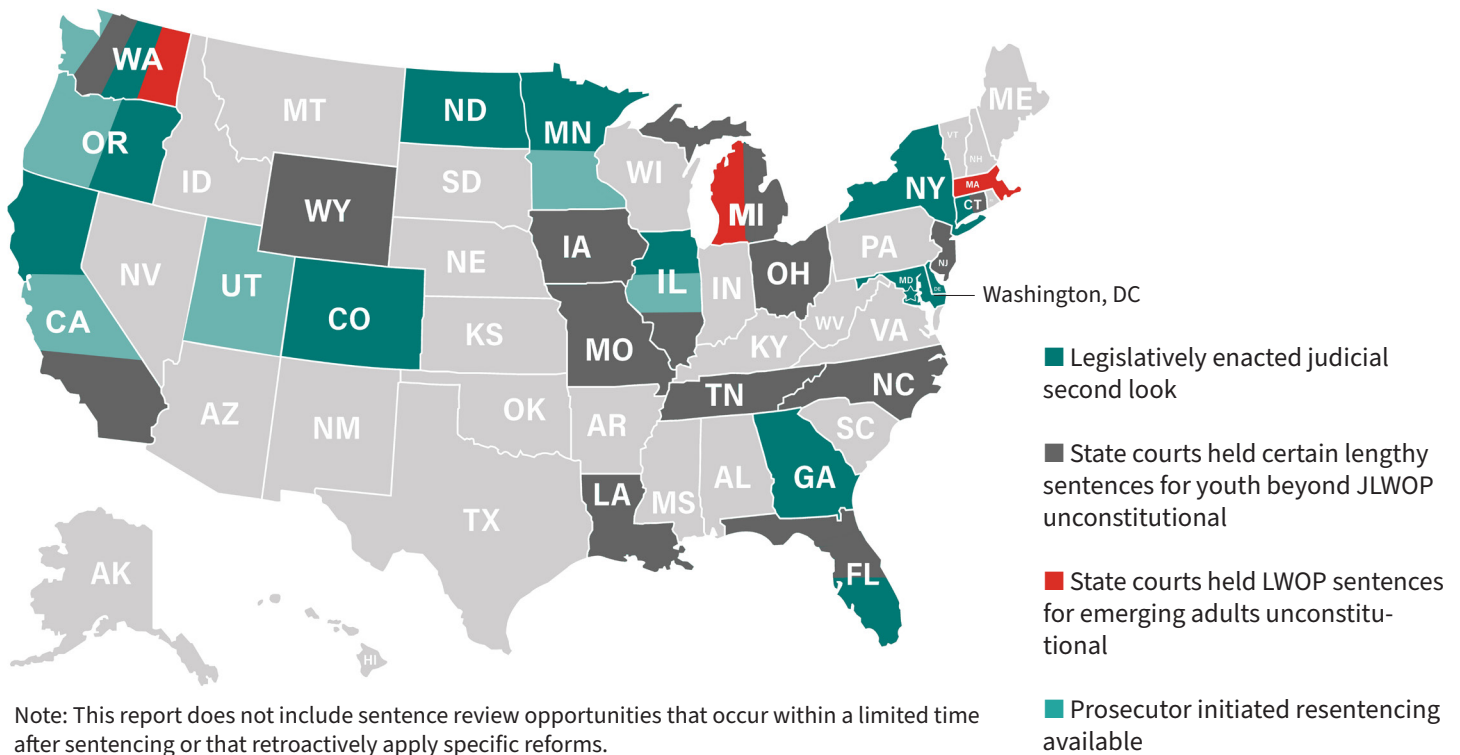 WA
MT
ND
MN
ME
OR
ID
SD
WI
VT
NH
WY
MI
NY
MA
CT
NV
UT
CO
NE
IA
IL
IN
OH
PA
NJ
MD
DE
Washington, DC
CA
KS
MO
KY
WV
VA
AZ
NM
OK
AR
TN
NC
SC
TX
LA
MS
AL
GA
FL
AK
HI
■ Legislatively enacted judicial
second look
■ State courts held certain lengthy
sentences for youth beyond JLWOP
unconstitutional
■ State courts held LWOP sentences
for emerging adults unconstitu-
tional
■ Prosecutor initiated resentencing
available
Note: This report does not include sentence review opportunities that occur within a limited time
after sentencing or that retroactively apply specific reforms.